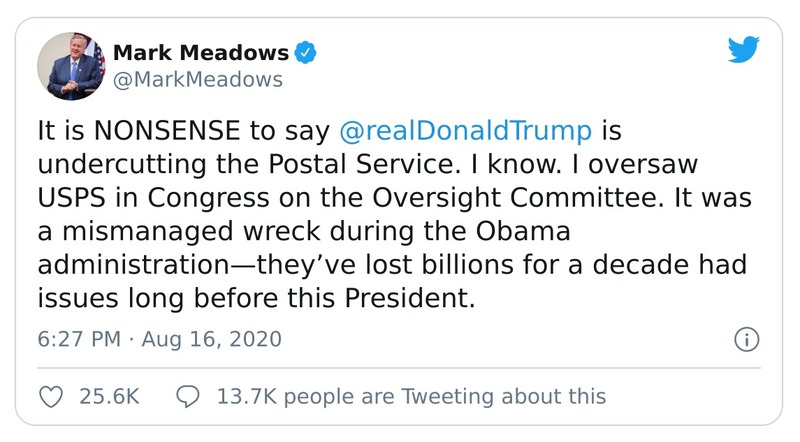 Mark Meadows
@MarkMeadows
It is NONSENSE to say @realDonaldTrump is
undercutting the Postal Service. I know. I oversaw
USPS in Congress on the Oversight Committee. It was
a mismanaged wreck during the Obama
administration—they’ve lost billions for a decade had
issues long before this President.
6:27 PM · Aug 16, 2020
25.6K 13.7K people are Tweeting about this